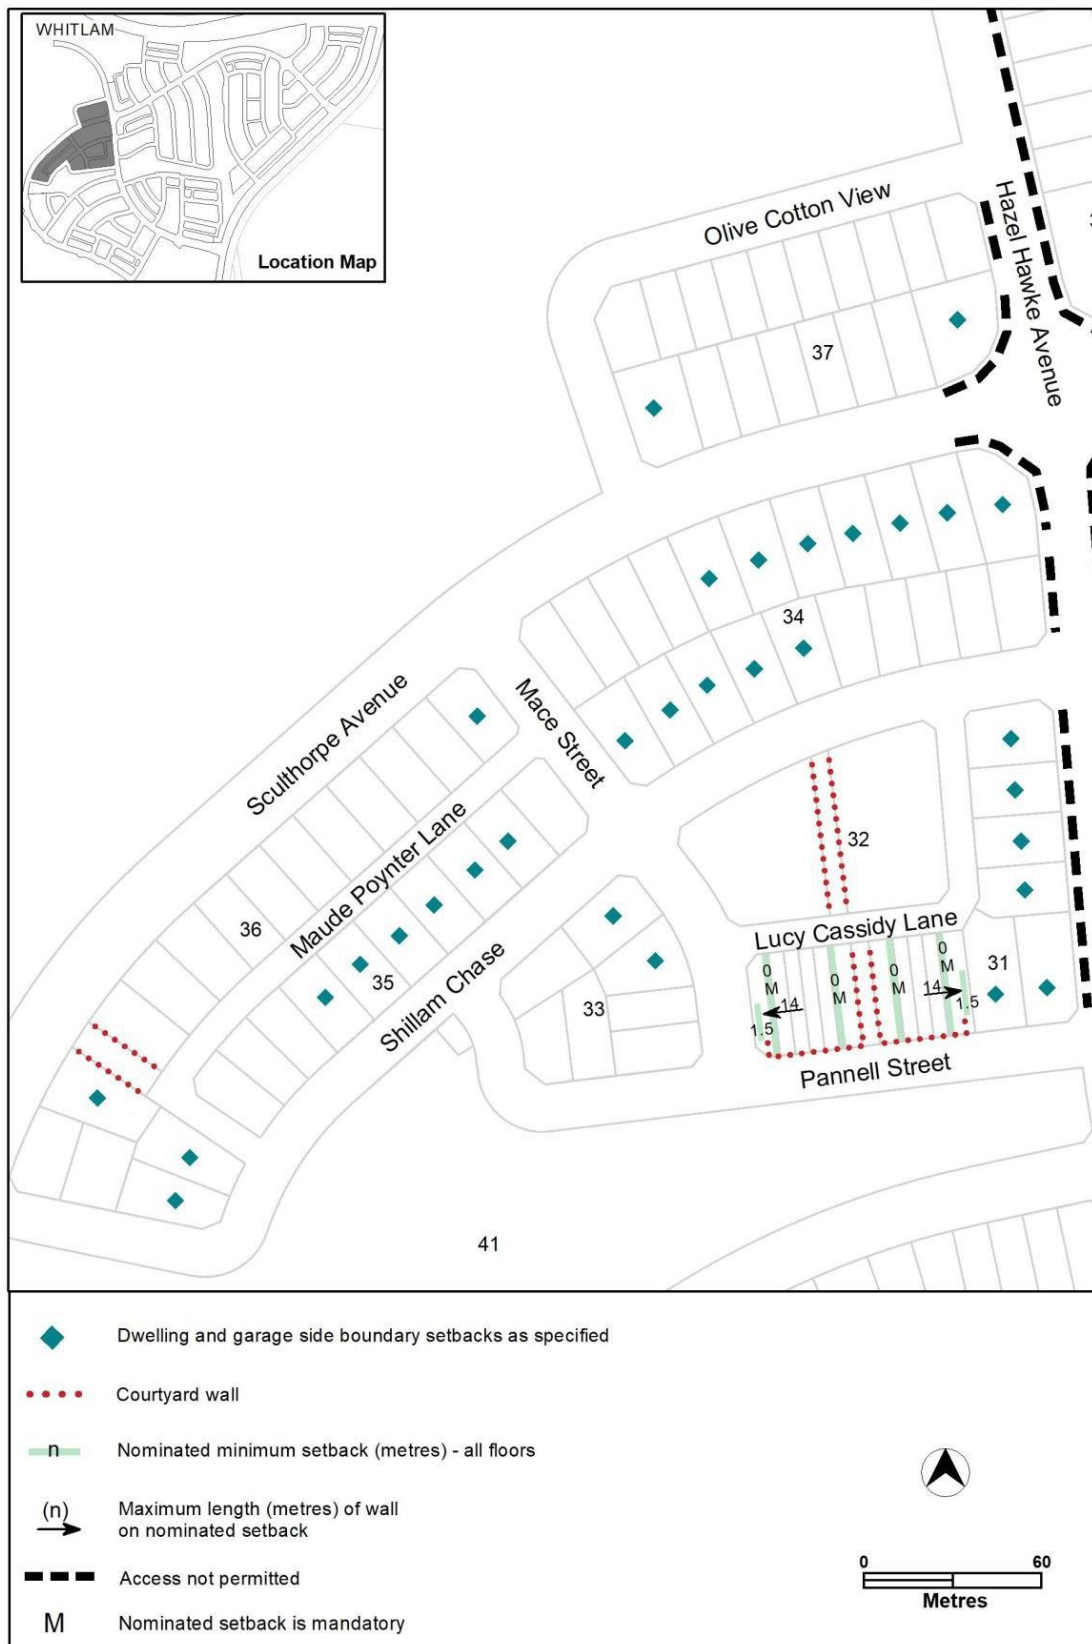 WHITLAM
Location Map
Olive Cotton View
Hazel Hawke Avenue
37
34
Mace Street
Sculthorpe Avenue
Maude Poynter Lane
32
36
35
Shillam Chase
33
Lucy Cassidy Lane
31
0
M
14
1.5
0
M
0
M
0
M
14
1.5
Pannell Street
41
Dwelling and garage side boundary setbacks as specified
Courtyard wall
n Nominated minimum setback (metres) - all floors
(n) Maximum length (metres) of wall
on nominated setback
Access not permitted
M Nominated setback is mandatory
0 60
Metres